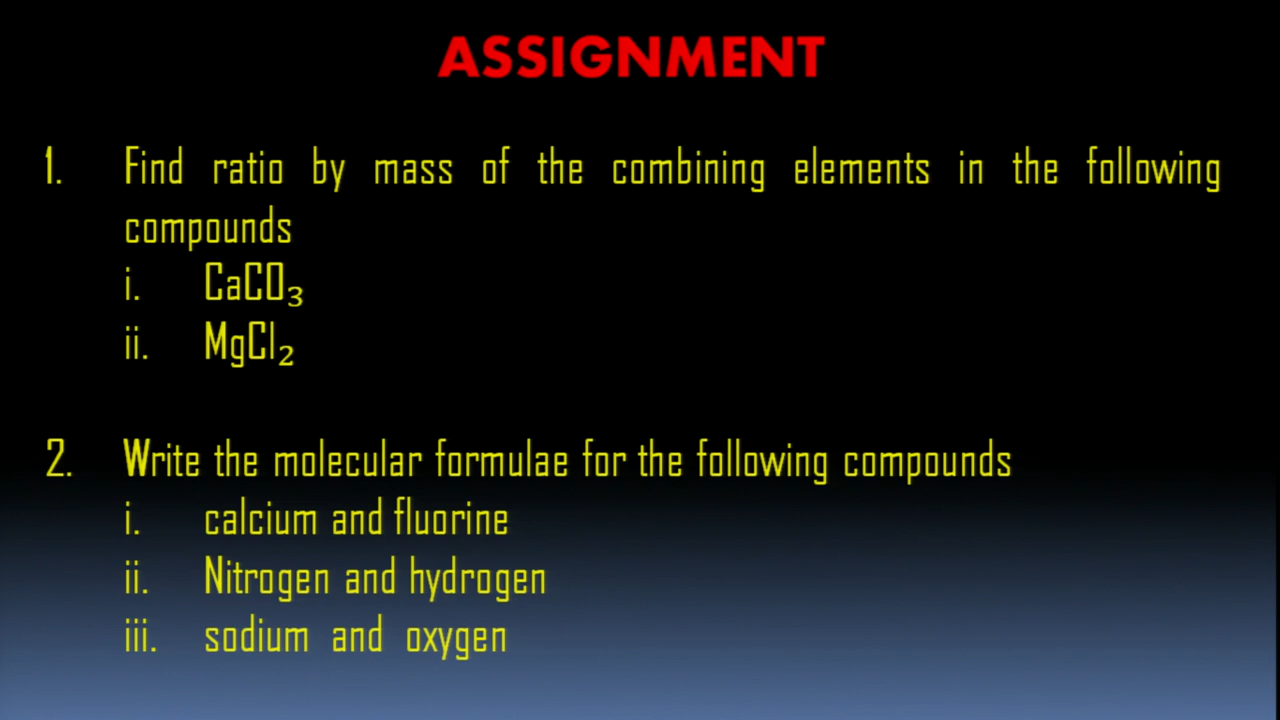 ASSIGNMENT
1. Find ratio by mass of the combining elements in the following
compounds
i. CaCO₃
ii. MgCl₂
2. Write the molecular formulae for the following compounds
i. calcium and fluorine
ii. Nitrogen and hydrogen
iii. sodium and oxygen